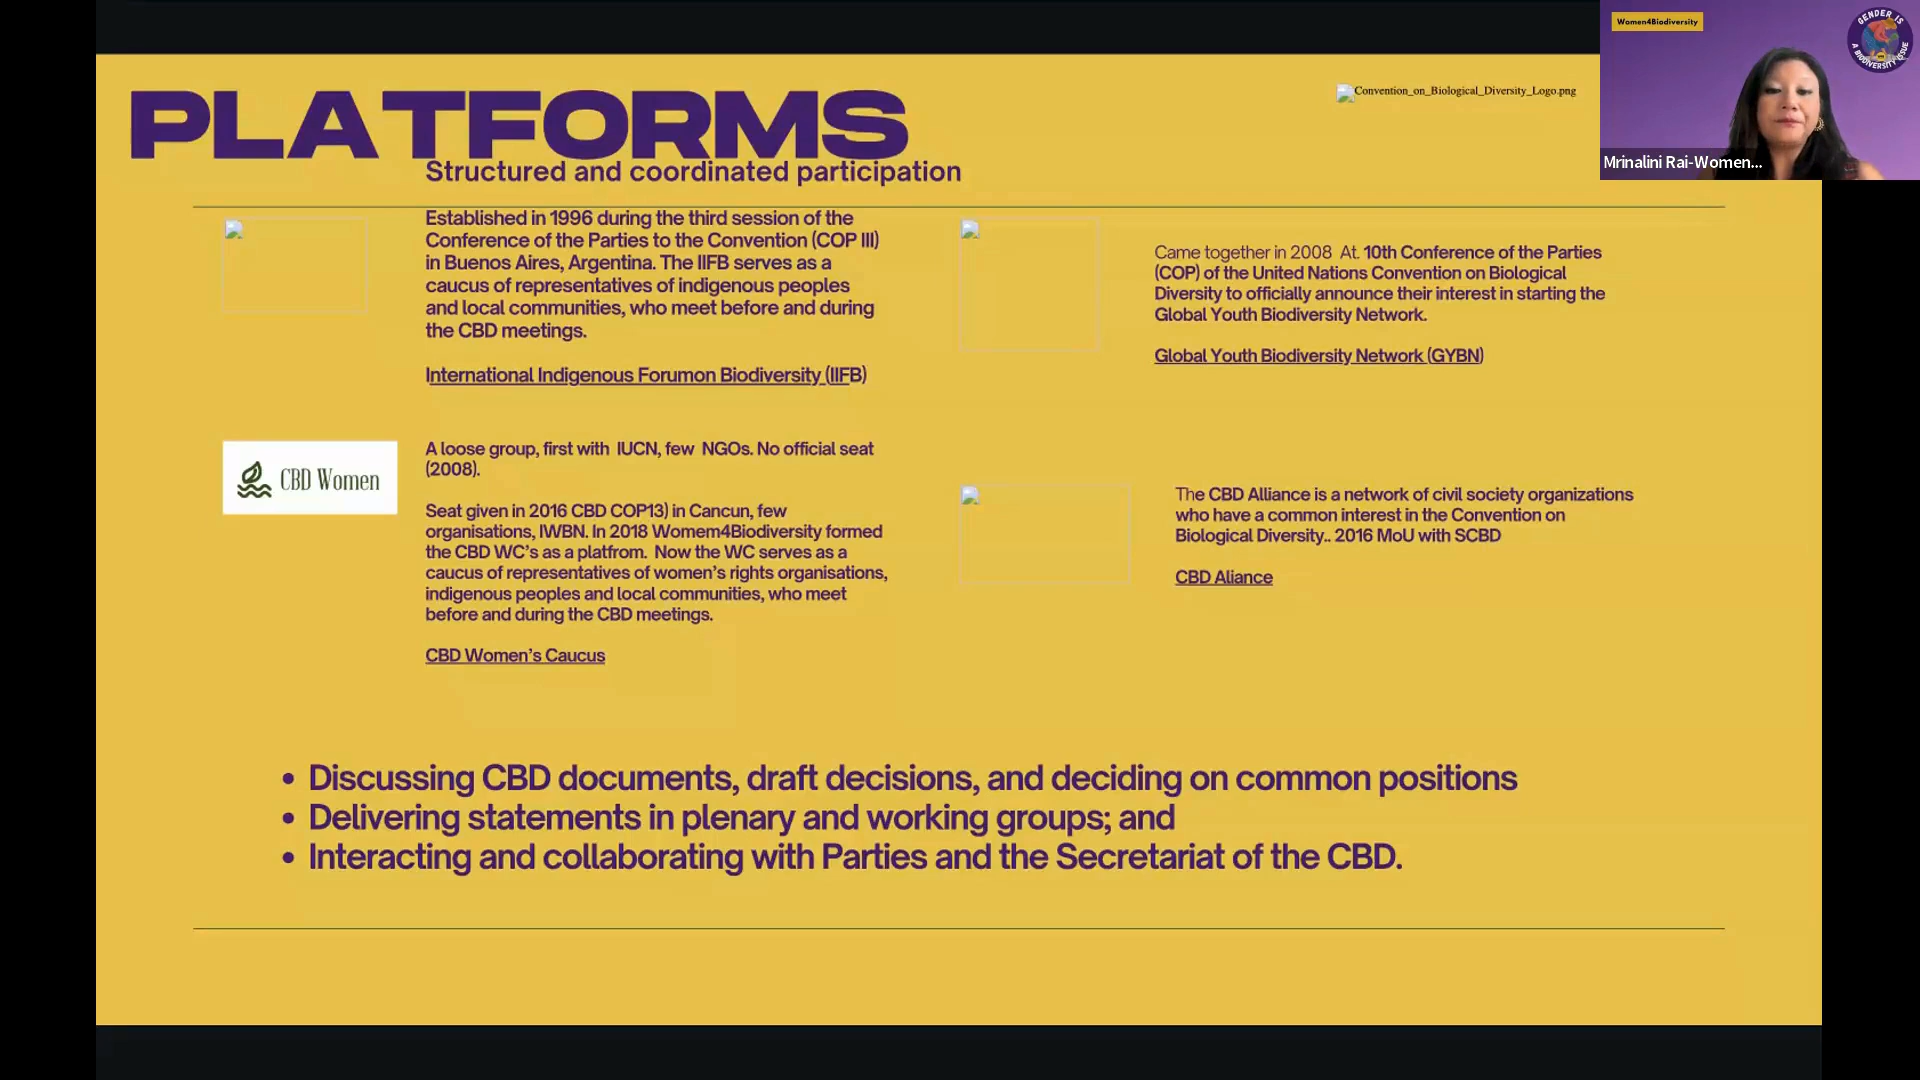 PLATFORMS
Structured and coordinated participation
Convention_on_Biological_Diversity_Logo.png
Women4Biodiversity
GENDER IS
A BIODIVERSITY ISSUE
Mrinalini Rai-Women...
Established in 1996 during the third session of the
Conference of the Parties to the Convention (COP III)
in Buenos Aires, Argentina. The IIFB serves as a
caucus of representatives of indigenous peoples
and local communities, who meet before and during
the CBD meetings.
International Indigenous Forumon Biodiversity (IIFB)
Came together in 2008  At. 10th Conference of the Parties
(COP) of the United Nations Convention on Biological
Diversity to officially announce their interest in starting the
Global Youth Biodiversity Network.
Global Youth Biodiversity Network (GYBN)
CBD Women
A loose group, first with  IUCN, few  NGOs. No official seat
(2008).
Seat given in 2016 CBD COP13) in Cancun, few
organisations, IWBN. In 2018 Womem4Biodiversity formed
the CBD WC's as a platfrom.  Now the WC serves as a
caucus of representatives of women's rights organisations,
indigenous peoples and local communities, who meet
before and during the CBD meetings.
CBD Women's Caucus
The CBD Alliance is a network of civil society organizations
who have a common interest in the Convention on
Biological Diversity.. 2016 MoU with SCBD
CBD Aliance
• Discussing CBD documents, draft decisions, and deciding on common positions
• Delivering statements in plenary and working groups; and
• Interacting and collaborating with Parties and the Secretariat of the CBD.